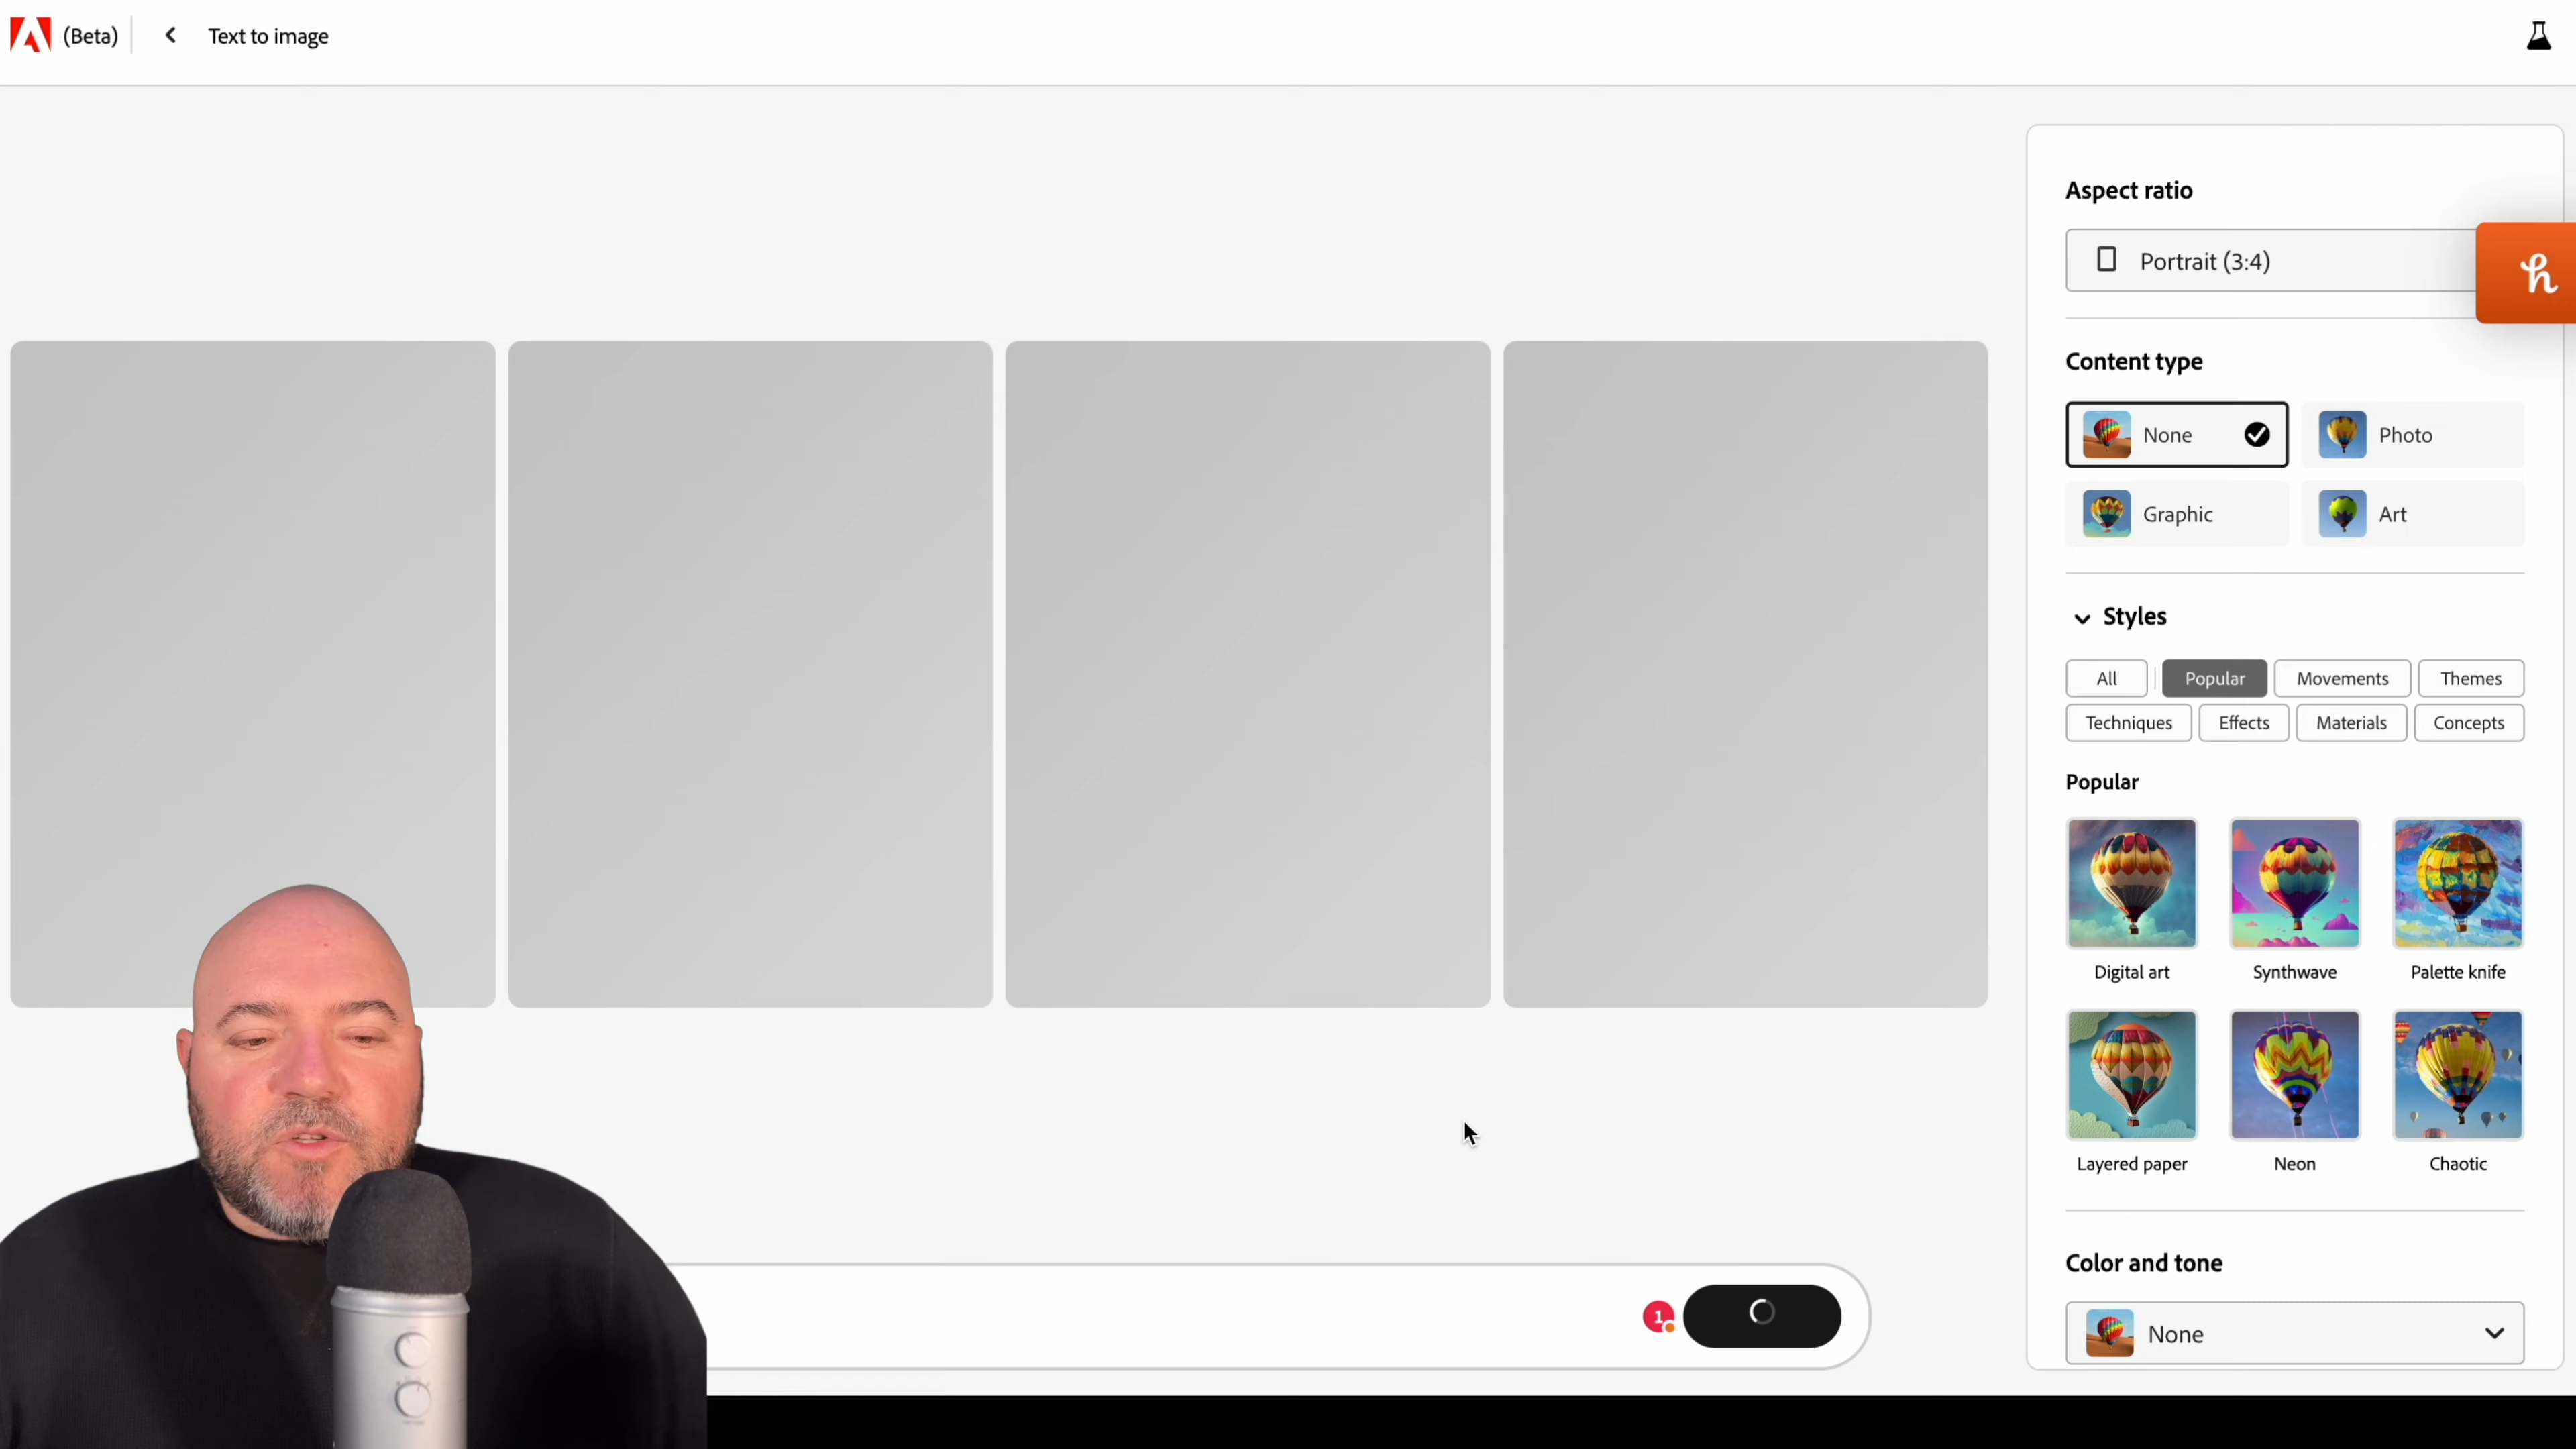 (Beta)
Text to image
Aspect ratio
Portrait (3:4)
h
Content type
None
Photo
Graphic
Art
Styles
All
Popular
Movements
Themes
Techniques
Effects
Materials
Concepts
Popular
Digital art
Synthwave
Palette knife
Layered paper
Neon
Chaotic
Color and tone
None
1